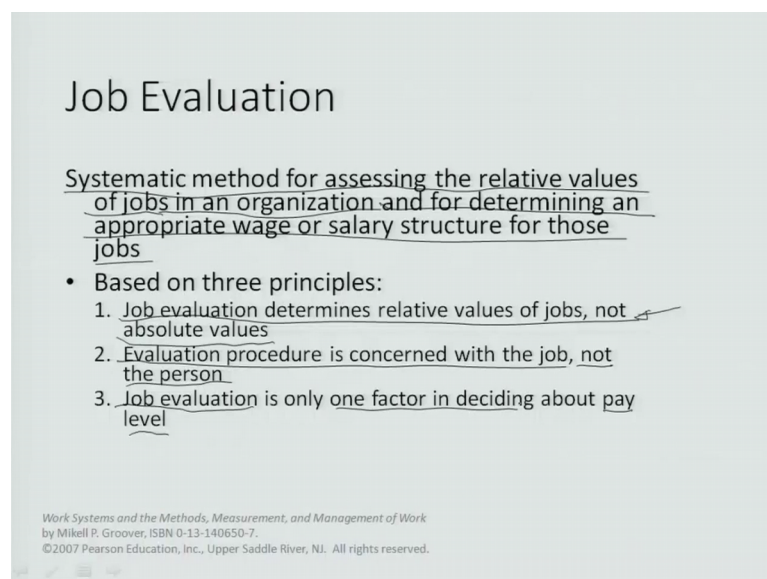 Job Evaluation
Systematic method for assessing the relative values
of jobs in an organization and for determining an
appropriate wage or salary structure for those
jobs
• Based on three principles:
1. Job evaluation determines relative values of jobs, not
absolute values
2. Evaluation procedure is concerned with the job, not
the person
3. Job evaluation is only one factor in deciding about pay
level
Work Systems and the Methods, Measurement, and Management of Work
by Mikell P. Groover, ISBN 0-13-140650-7.
©2007 Pearson Education, Inc., Upper Saddle River, NJ. All rights reserved.